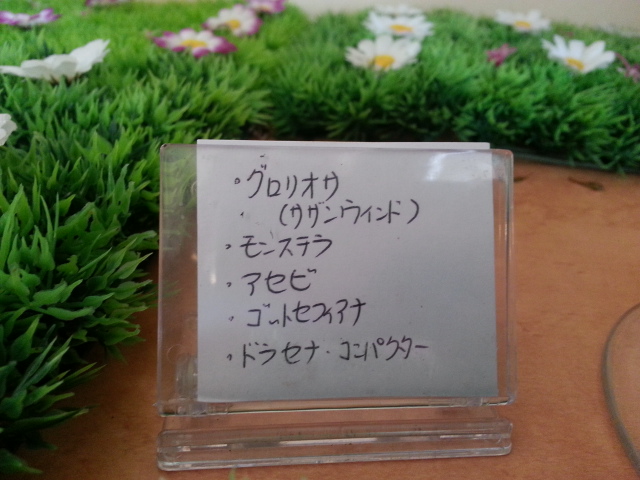 ・グロリオサ
(サザンウィンド)
・モンステラ
・アセビ
・ゴットセフィアナ
・ドラセナ・コンパクター